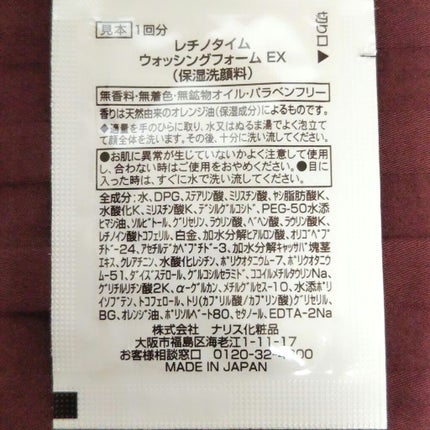 見本 1回分
切り口
レチノタイム
ウォッシングフォーム EX
(保湿洗顔料)
無香料・無着色・無鉱物オイル・パラベンフリー
香りは天然由来のオレンジ油(保湿成分)によるものです。
●適量を手のひらに取り、水又はぬるま湯でよく泡立て
て顔全体を洗います。その後、十分に洗い流してください。
●お肌に異常が生じていないかよく注意して使用
し、合わない時はご使用をおやめください。●目に
入った時は、すぐに水で洗い流してください。
全成分:水、DPG、ステアリン酸、ミリスチン酸、ヤシ脂肪酸K、
水酸化K、ミリスチン酸K、デシルグルコシド、PEG-50水添
ヒマシ油、ソルビトール、グリセリン、ラウリン酸、ベヘン酸、ラウリン酸K、
レチノイン酸トコフェリル、白金、加水分解ヒアルロン酸、オリゴペプ
チド-24、アセチルデカペプチド-3、加水分解キャッサバ塊茎
エキス、クレアチン、水酸化レシチン、ポリクオタニウム-7、ポリクオタニウ
ム-51、ダイズステロール、グルコシルセラミド、ココイルメチルタウリンNa、
グリチルリチン酸2K、α-グルカン、メチルグルセス-10、水添ポリ
イソブテン、トコフェロール、トリ(カプリル酸/カプリン酸)グリセリル、
BG、オレンジ油、ポリソルベート80、セタノール、EDTA-2Na
株式会社 ナリス化粧品
大阪市福島区海老江1-11-17
お客様相談窓口 0120-32-4600
MADE IN JAPAN